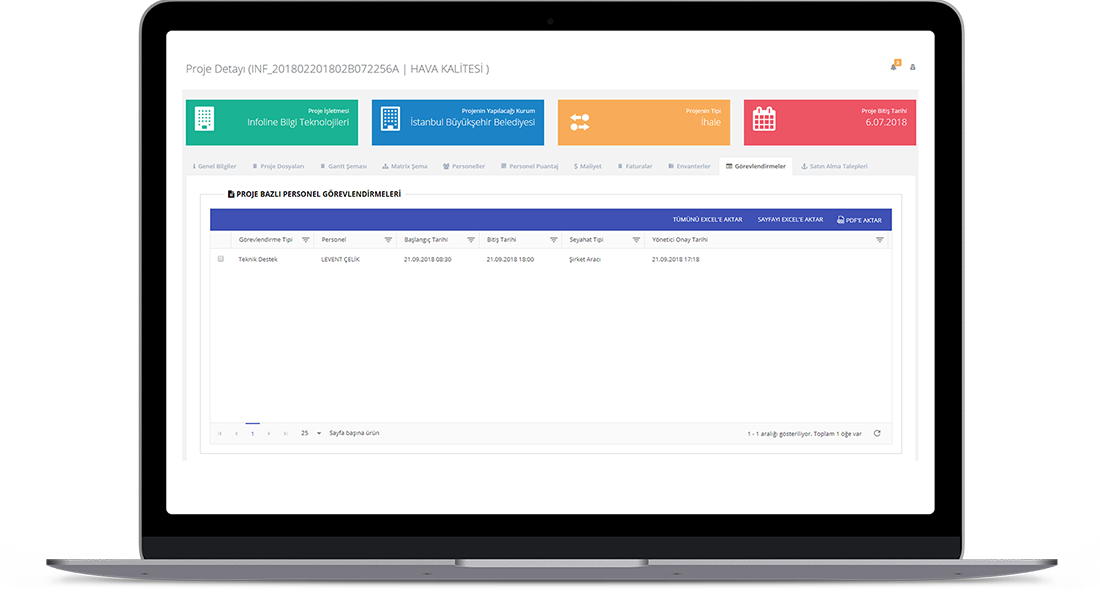 Proje Detayı (INF_201802201802B072256A | HAVA KALİTESİ )
3
Proje İşletmesi
Infoline Bilgi Teknolojileri
Projenin Yapılacağı Kurum
İstanbul Büyükşehir Belediyesi
Projenin Tipi
İhale
Proje Bitiş Tarihi
6.07.2018
Genel Bilgiler Proje Dosyaları Gantt Şeması Matrix Şema Personeller Personel Puantaj $ Maliyet Faturalar Envanterler Görevlendirmeler Satın Alma Talepleri
PROJE BAZLI PERSONEL GÖREVLENDİRMELERİ
TÜMÜNÜ EXCEL'E AKTAR SAYFAYI EXCEL'E AKTAR PDF'E AKTAR
Görevlendirme Tipi Personel Başlangıç Tarihi Bitiş Tarihi Seyahat Tipi Yönetici Onay Tarihi
Teknik Destek LEVENT ÇELİK 21.09.2018 08:30 21.09.2018 18:00 Şirket Aracı 21.09.2018 17:18
1 25 Sayfa başına ürün 1 - 1 aralığı gösteriliyor. Toplam 1 öğe var